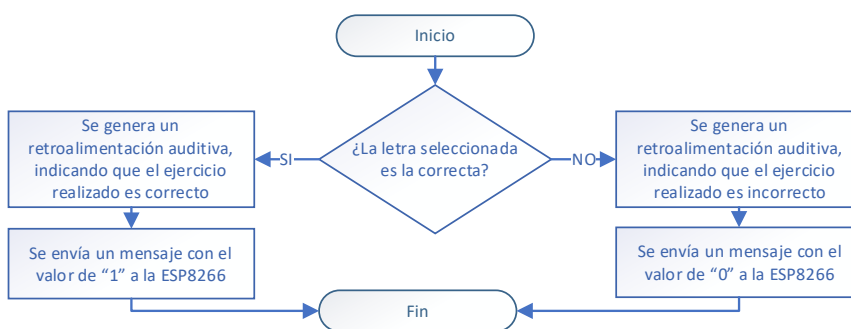 Inicio
¿La letra seleccionada
es la correcta?
SI
Se genera un
retroalimentación auditiva,
indicando que el ejercicio
realizado es correcto
Se envía un mensaje con el
valor de “1” a la ESP8266
NO
Se genera un
retroalimentación auditiva,
indicando que el ejercicio
realizado es incorrecto
Se envía un mensaje con el
valor de “0” a la ESP8266
Fin